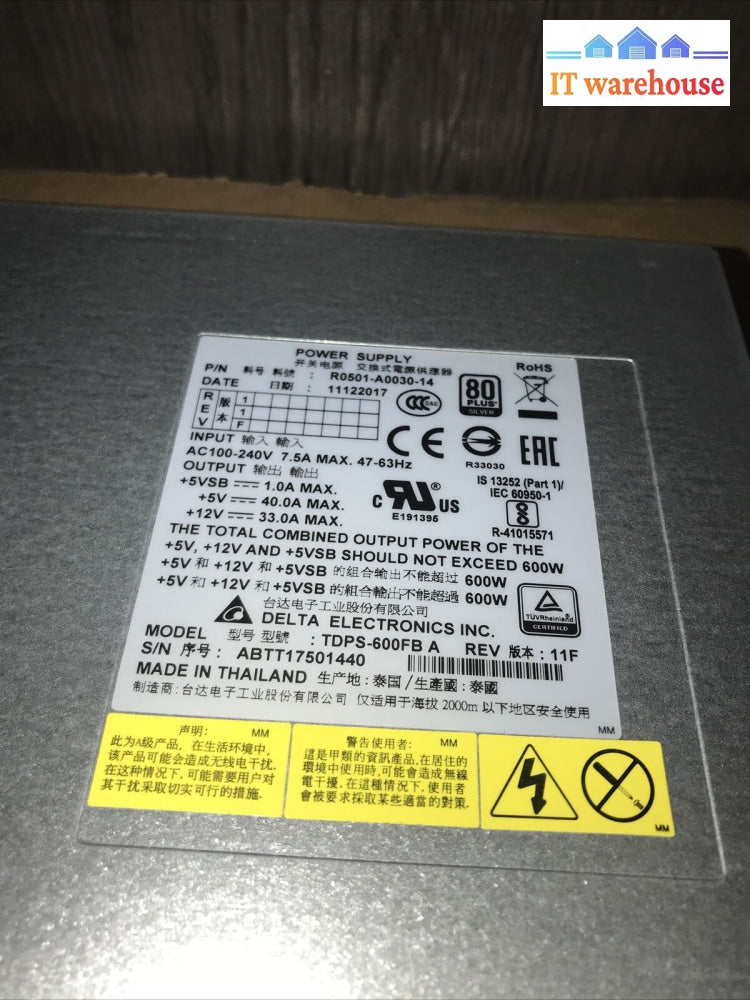 IT warehouse
POWER SUPPLY
开关电源 交換式電源供應器
P/N 料号 料號 : R0501-A0030-14
DATE 日期 : 11122017
REV 版本 1 1 F
CCC S&E
80 PLUS® SILVER
RoHS
R33030
EAC
INPUT 输入 輸入
AC100-240V 7.5A MAX. 47-63Hz
OUTPUT 输出 輸出
+5VSB ⎓ 1.0A MAX.
+5V ⎓ 40.0A MAX.
+12V ⎓ 33.0A MAX.
C RU® US
E191395
IS 13252 (Part 1)/
IEC 60950-1
R-41015571
THE TOTAL COMBINED OUTPUT POWER OF THE
+5V, +12V AND +5VSB SHOULD NOT EXCEED 600W
+5V 和 +12V 和 +5VSB 的组合输出不能超过 600W
+5V 和 +12V 和 +5VSB 的組合輸出不能超過 600W
台达电子工业股份有限公司
DELTA ELECTRONICS INC.
TÜVRheinland
CERTIFIED
MODEL 型号 型號 : TDPS-600FB A REV 版本 : 11F
S/N 序号 : ABTT17501440
MADE IN THAILAND 生产地 : 泰国 / 生產國 : 泰國
制造商 : 台达电子工业股份有限公司 仅适用于海拔 2000m 以下地区安全使用
MM
声明: MM
此为A级产品, 在生活环境中,
该产品可能会造成无线电干扰.
在这种情况下, 可能需要用户对
其干扰采取切实可行的措施.
警告使用者: MM
這是甲類的資訊產品, 在居住的
環境中使用時, 可能會造成無線
電干擾, 在這種情況下, 使用者
會被要求採取某些適當的對策.
MM